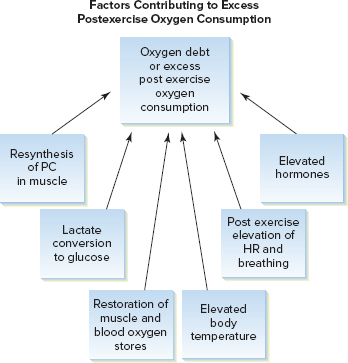 Factors Contributing to Excess
Postexercise Oxygen Consumption
Oxygen debt
or excess
post exercise
oxygen
consumption
Resynthesis
of PC
in muscle
Elevated
hormones
Lactate
conversion
to glucose
Post exercise
elevation of
HR and
breathing
Restoration of
muscle and
blood oxygen
stores
Elevated
body
temperature